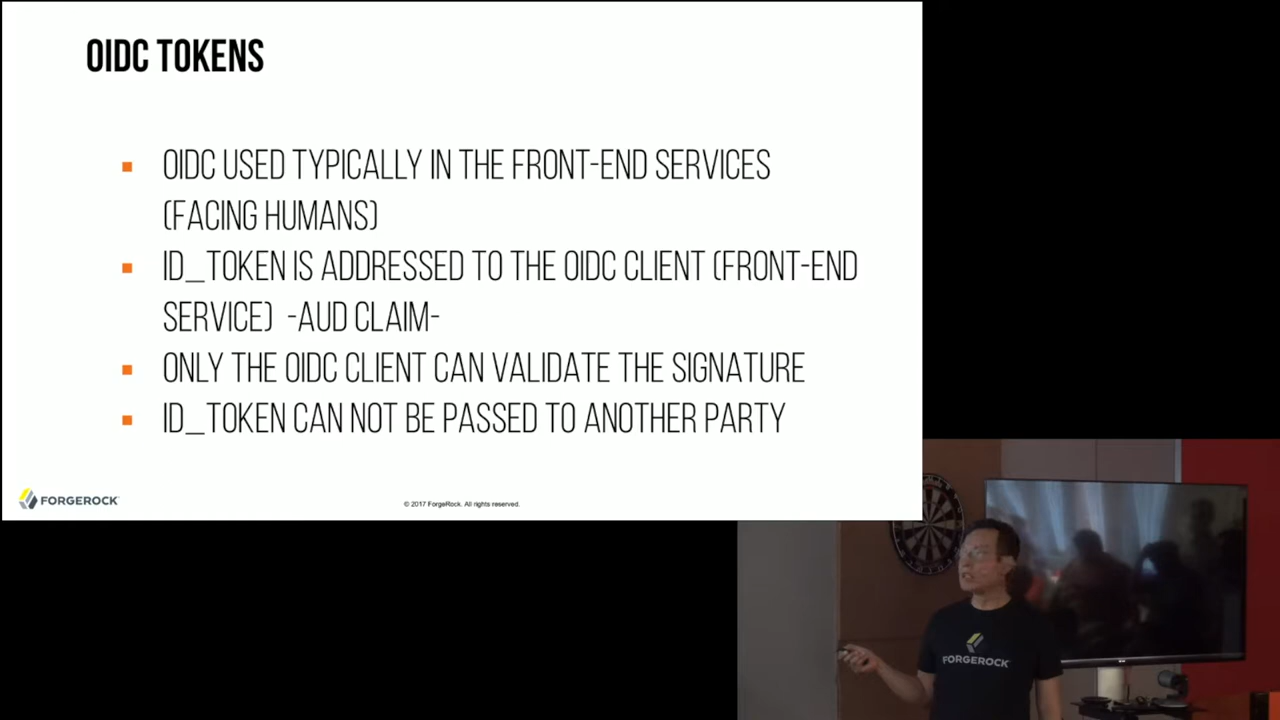 OIDC TOKENS
OIDC USED TYPICALLY IN THE FRONT-END SERVICES
(FACING HUMANS)
ID_TOKEN IS ADDRESSED TO THE OIDC CLIENT (FRONT-END
SERVICE) -AUD CLAIM-
ONLY THE OIDC CLIENT CAN VALIDATE THE SIGNATURE
ID_TOKEN CAN NOT BE PASSED TO ANOTHER PARTY
FORGEROCK
© 2017 ForgeRock. All rights reserved.
FORGEROCK